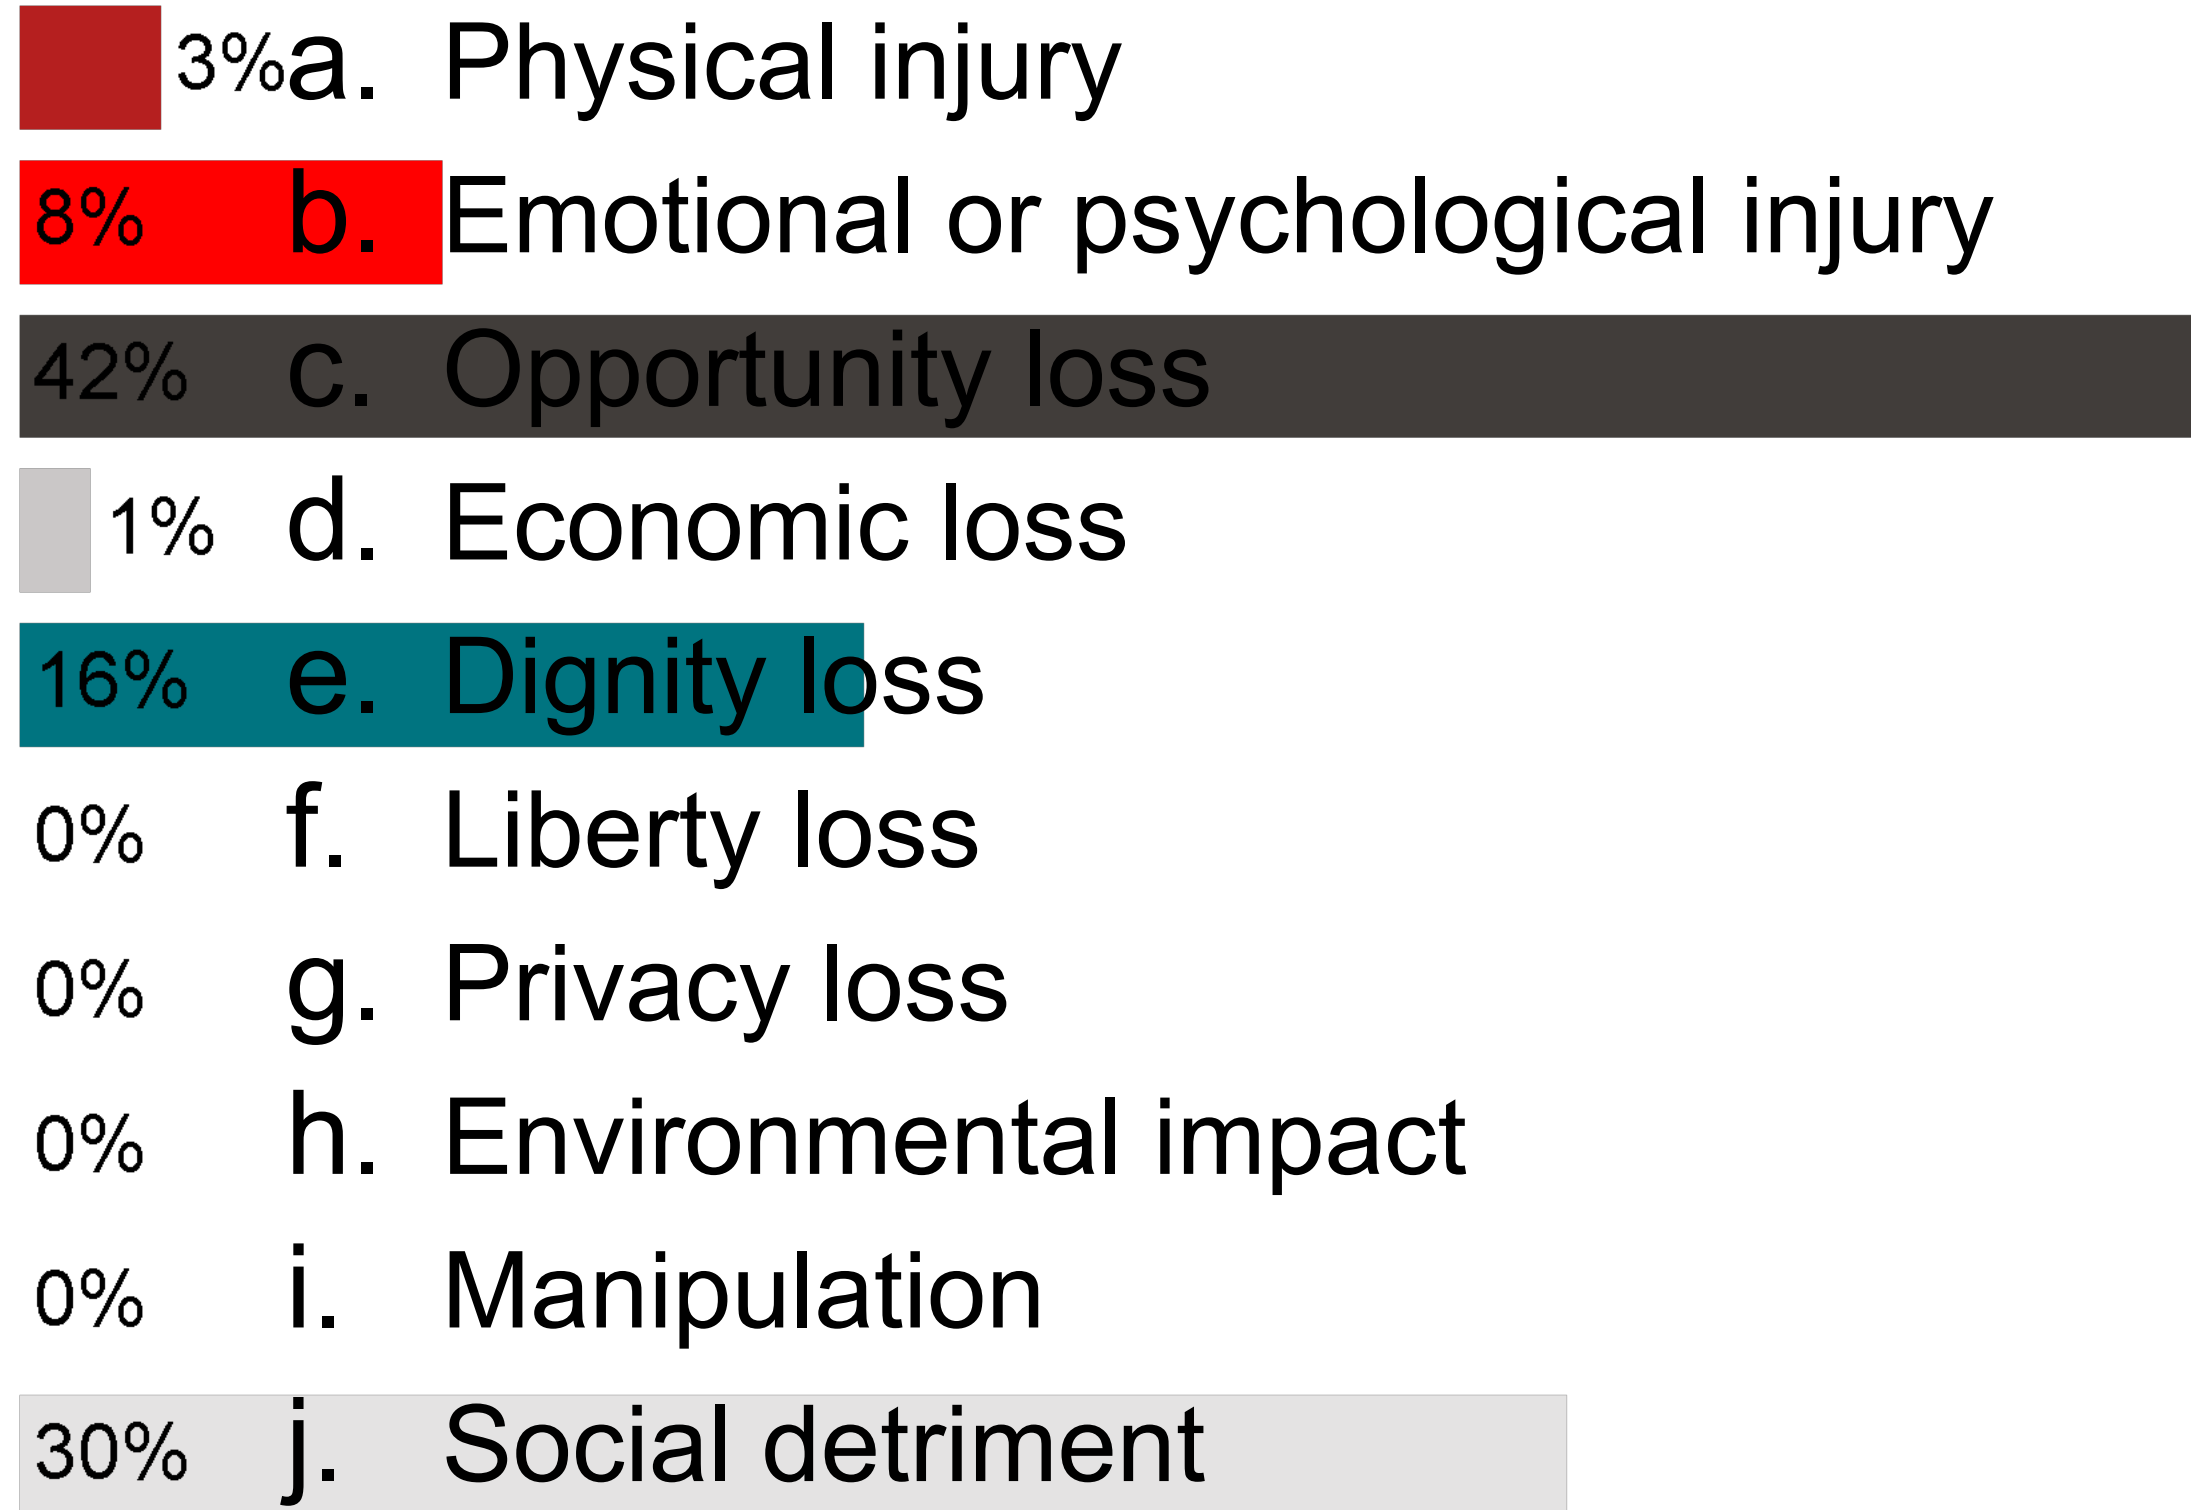 3% a. Physical injury
8% b. Emotional or psychological injury
42% c. Opportunity loss
1% d. Economic loss
16% e. Dignity loss
0% f. Liberty loss
0% g. Privacy loss
0% h. Environmental impact
0% i. Manipulation
30% j. Social detriment